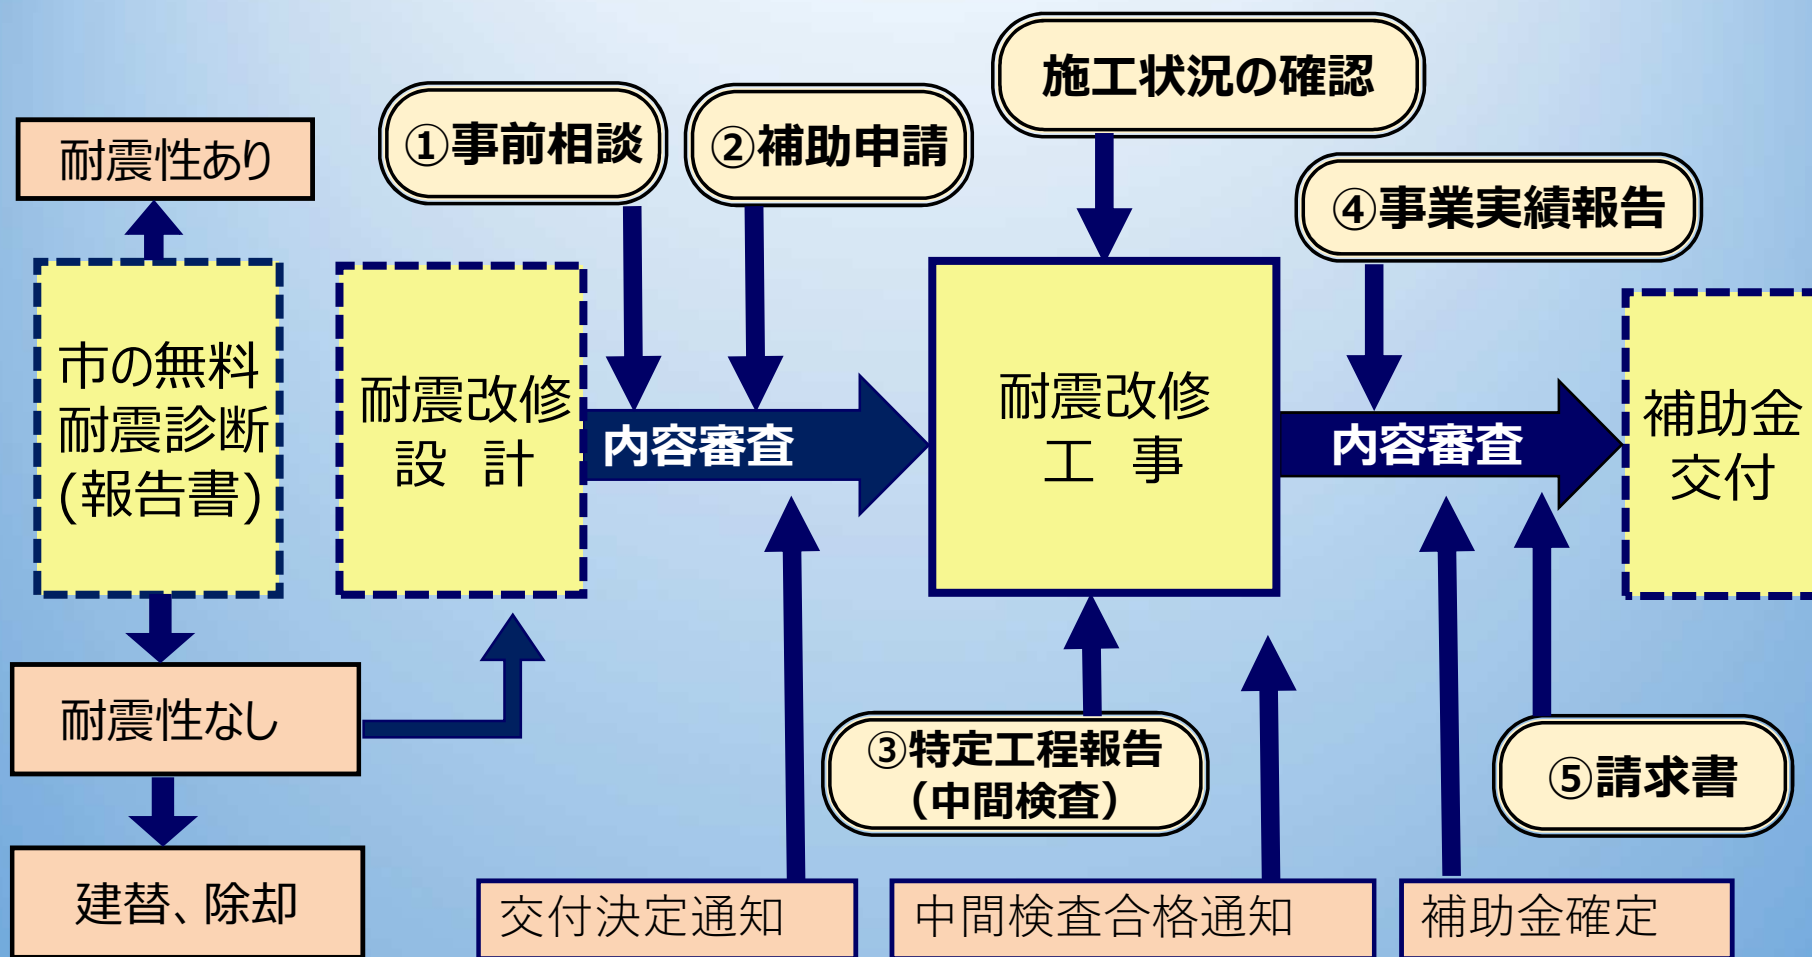 施工状況の確認
①事前相談
②補助申請
耐震性あり
④事業実績報告
市の無料
耐震診断
(報告書)
耐震改修
設 計
内容審査
耐震改修
工 事
内容審査
補助金
交付
耐震性なし
③特定工程報告
（中間検査）
⑤請求書
建替、除却
交付決定通知
中間検査合格通知
補助金確定